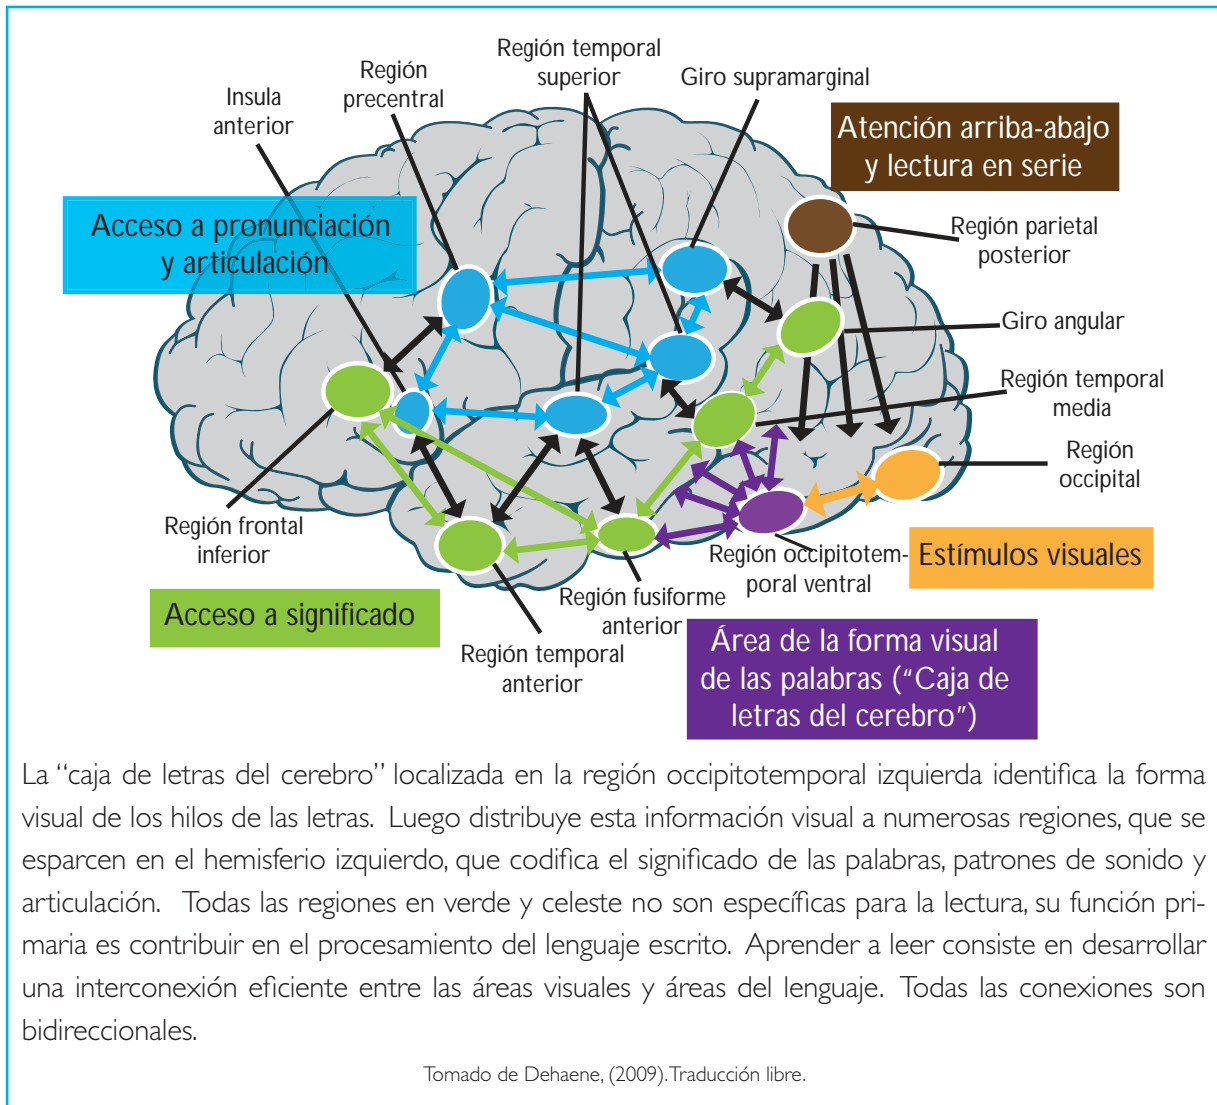 Región temporal
superior
Giro supramarginal
Región
precentral
Insula
anterior
Atención arriba-abajo
y lectura en serie
Acceso a pronunciación
y articulación
Región parietal
posterior
Giro angular
Región temporal
media
Región
occipital
Región frontal
inferior
Región occipitotem-
poral ventral
Estímulos visuales
Acceso a significado
Región fusiforme
anterior
Región temporal
anterior
Área de la forma visual
de las palabras (“Caja de
letras del cerebro”)
La “caja de letras del cerebro” localizada en la región occipitotemporal izquierda identifica la forma
visual de los hilos de las letras. Luego distribuye esta información visual a numerosas regiones, que se
esparcen en el hemisferio izquierdo, que codifica el significado de las palabras, patrones de sonido y
articulación. Todas las regiones en verde y celeste no son específicas para la lectura, su función pri-
maria es contribuir en el procesamiento del lenguaje escrito. Aprender a leer consiste en desarrollar
una interconexión eficiente entre las áreas visuales y áreas del lenguaje. Todas las conexiones son
bidireccionales.
Tomado de Dehaene, (2009). Traducción libre.